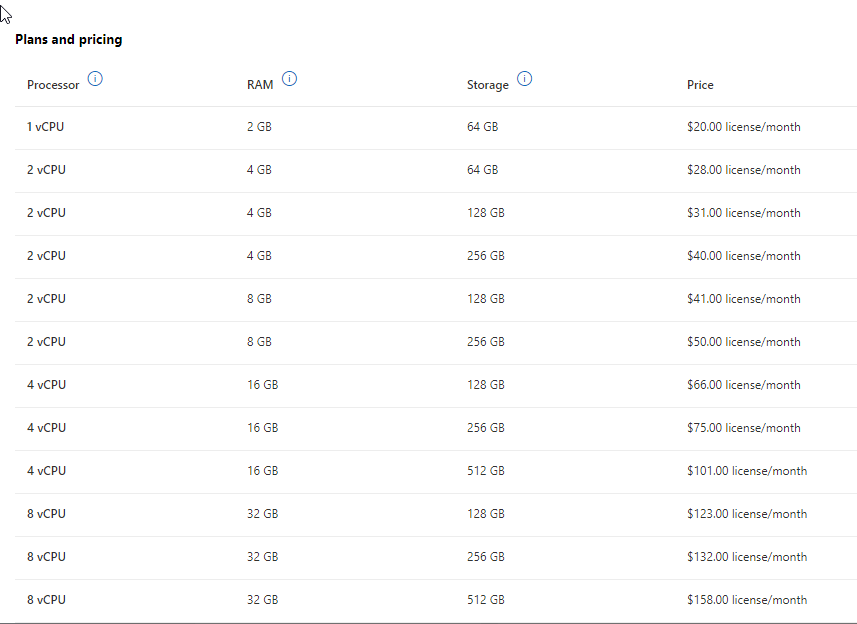 Plans and pricing
Processor RAM Storage Price
1 vCPU 2 GB 64 GB $20.00 license/month
2 vCPU 4 GB 64 GB $28.00 license/month
2 vCPU 4 GB 128 GB $31.00 license/month
2 vCPU 4 GB 256 GB $40.00 license/month
2 vCPU 8 GB 128 GB $41.00 license/month
2 vCPU 8 GB 256 GB $50.00 license/month
4 vCPU 16 GB 128 GB $66.00 license/month
4 vCPU 16 GB 256 GB $75.00 license/month
4 vCPU 16 GB 512 GB $101.00 license/month
8 vCPU 32 GB 128 GB $123.00 license/month
8 vCPU 32 GB 256 GB $132.00 license/month
8 vCPU 32 GB 512 GB $158.00 license/month